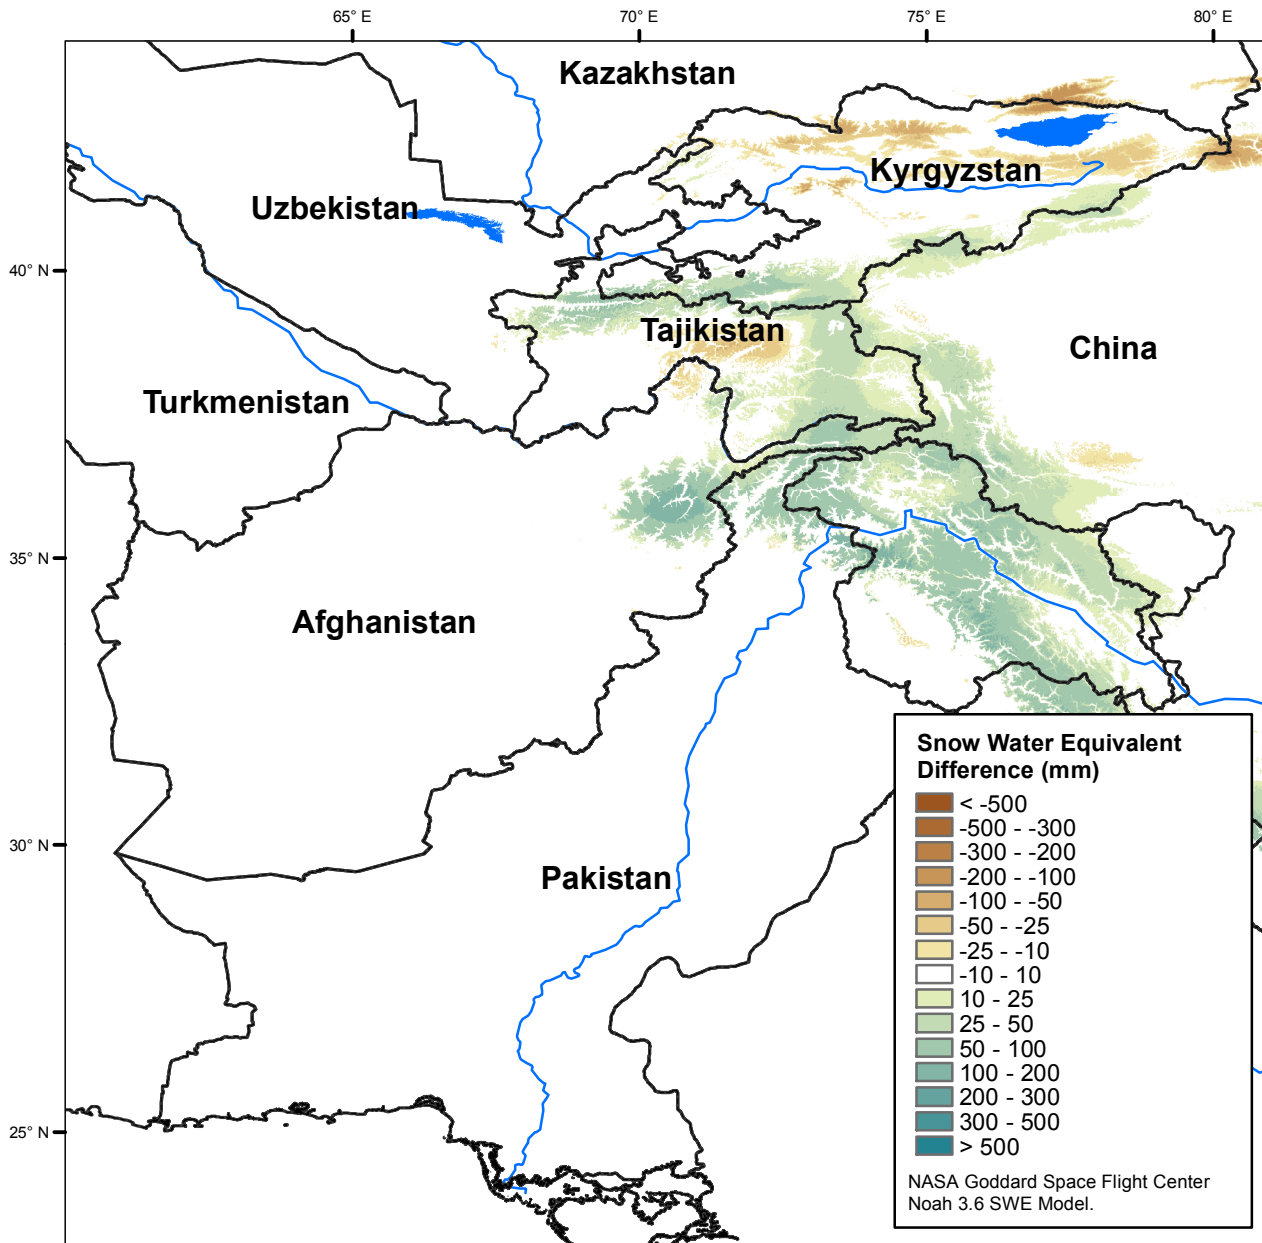 65° E
70° E
75° E
80° E
Kazakhstan
Kyrgyzstan
Uzbekistan
40° N
Tajikistan
China
Turkmenistan
35° N
Afghanistan
30° N
Pakistan
25° N
Snow Water Equivalent
Difference (mm)
< -500
-500 - -300
-300 - -200
-200 - -100
-100 - -50
-50 - -25
-25 - -10
-10 - 10
10 - 25
25 - 50
50 - 100
100 - 200
200 - 300
300 - 500
> 500
NASA Goddard Space Flight Center
Noah 3.6 SWE Model.